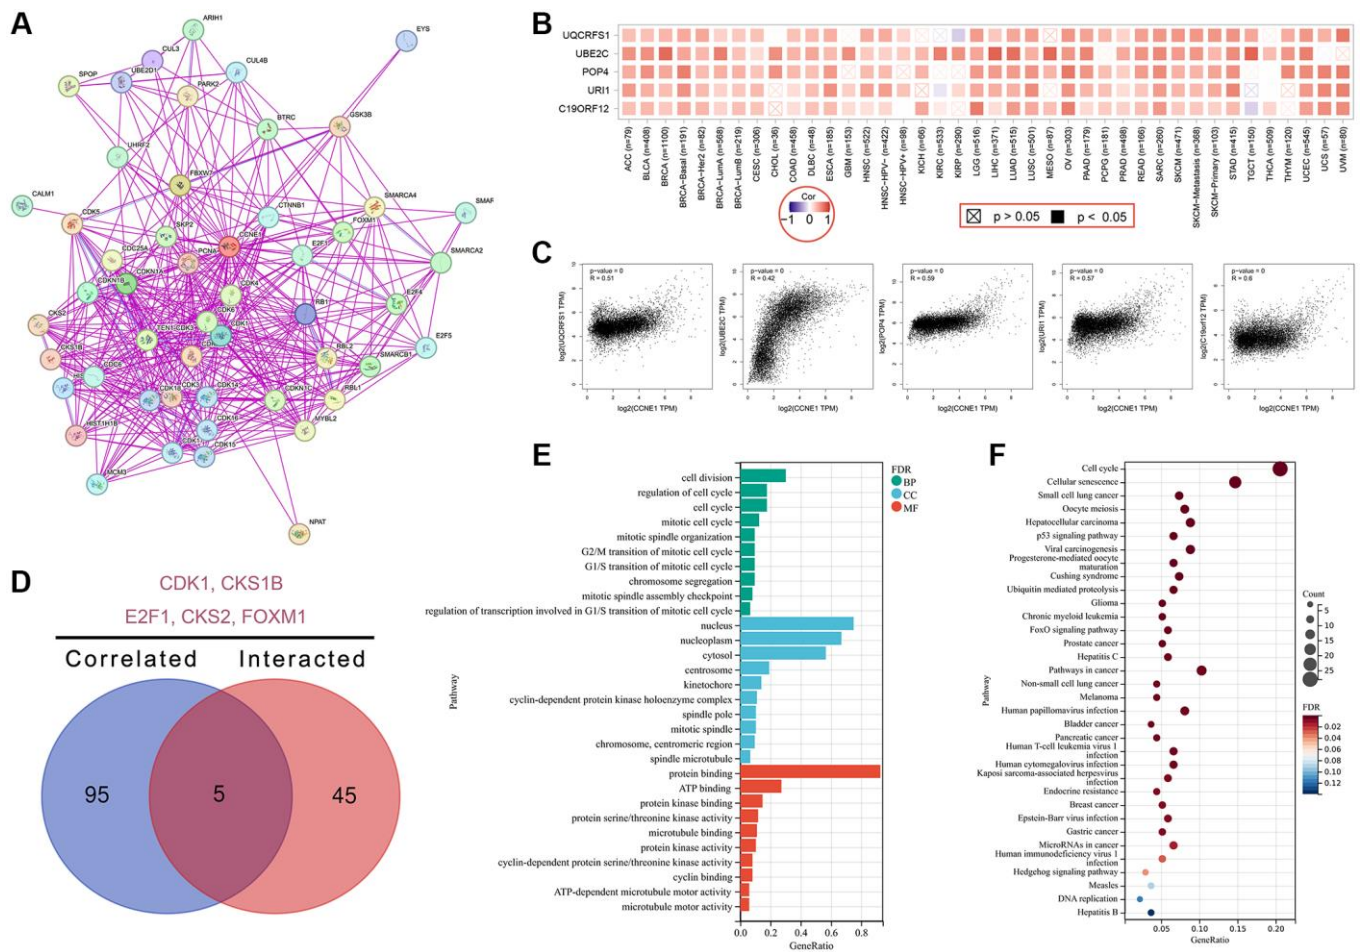 A
ARIH1
EYS
CUL3
CUL4B
UBE2D1
SPOP
PARK2
BTRC
GSK3B
UHRF2
FBXW7
CALM1
SMARCA4
SMAR
CDK5
CTNNB1
FOXM1
SKP2
CCNE1
E2F1
CDC25A
PCNA
SMARCA2
CDKN1A
CDKN1B
CDK4
E2F4
CKS2
CDK6
RB1
CDK1
E2F5
CKS1B
RBL2
SMARCB1
CDC6
CDK18
CDK3
CDK14
CDKN1C
RBL1
HIST1H1B
CDK16
MYBL2
CDK15
MCM3
NPAT
B
UQCRFS1
UBE2C
POP4
URI1
C19ORF12
ACC (n=79)
BLCA (n=408)
BRCA (n=1100)
BRCA-Basal (n=191)
BRCA-Her2 (n=82)
BRCA-LumA (n=568)
BRCA-LumB (n=219)
CESC (n=306)
CHOL (n=36)
COAD (n=458)
DLBC (n=48)
ESCA (n=185)
GBM (n=153)
HNSC (n=522)
HNSC-HPV- (n=422)
HNSC-HPV+ (n=98)
KICH (n=66)
KIRC (n=533)
KIRP (n=290)
LGG (n=516)
LIHC (n=371)
LUAD (n=515)
LUSC (n=501)
MESO (n=87)
OV (n=303)
PAAD (n=179)
PCPG (n=181)
PRAD (n=498)
READ (n=166)
SARC (n=260)
SKCM (n=471)
SKCM-Metastasis (n=368)
SKCM-Primary (n=103)
STAD (n=415)
TGCT (n=150)
THCA (n=509)
THYM (n=120)
UCEC (n=545)
UCS (n=57)
UVM (n=80)
Cor
−1 0 1
p > 0.05 p < 0.05
C
p-value = 0
R = 0.51
log2(UQCRFS1 TPM)
log2(CCNE1 TPM)
p-value = 0
R = 0.42
log2(UBE2C TPM)
log2(CCNE1 TPM)
p-value = 0
R = 0.59
log2(POP4 TPM)
log2(CCNE1 TPM)
p-value = 0
R = 0.57
log2(URI1 TPM)
log2(CCNE1 TPM)
p-value = 0
R = 0.6
log2(C19orf12 TPM)
log2(CCNE1 TPM)
D
CDK1, CKS1B
E2F1, CKS2, FOXM1
Correlated Interacted
95 5 45
E
Pathway
cell division
regulation of cell cycle
cell cycle
mitotic cell cycle
mitotic spindle organization
G2/M transition of mitotic cell cycle
G1/S transition of mitotic cell cycle
chromosome segregation
mitotic spindle assembly checkpoint
regulation of transcription involved in G1/S transition of mitotic cell cycle
nucleus
nucleoplasm
cytosol
centrosome
kinetochore
cyclin-dependent protein kinase holoenzyme complex
spindle pole
mitotic spindle
chromosome, centromeric region
spindle microtubule
protein binding
ATP binding
protein kinase binding
protein serine/threonine kinase activity
microtubule binding
protein kinase activity
cyclin-dependent protein serine/threonine kinase activity
cyclin binding
ATP-dependent microtubule motor activity
microtubule motor activity
0.0 0.2 0.4 0.6 0.8
GeneRatio
FDR
BP
CC
MF
F
Pathway
Cell cycle
Cellular senescence
Small cell lung cancer
Oocyte meiosis
Hepatocellular carcinoma
p53 signaling pathway
Viral carcinogenesis
Progesterone-mediated oocyte
maturation
Cushing syndrome
Ubiquitin mediated proteolysis
Glioma
Chronic myeloid leukemia
FoxO signaling pathway
Prostate cancer
Hepatitis C
Pathways in cancer
Non-small cell lung cancer
Melanoma
Human papillomavirus infection
Bladder cancer
Pancreatic cancer
Human T-cell leukemia virus 1
infection
Human cytomegalovirus infection
Kaposi sarcoma-associated herpesvirus
infection
Endocrine resistance
Breast cancer
Epstein-Barr virus infection
Gastric cancer
MicroRNAs in cancer
Human immunodeficiency virus 1
infection
Hedgehog signaling pathway
Measles
DNA replication
Hepatitis B
0.05 0.10 0.15 0.20
GeneRatio
Count
5
10
15
20
25
FDR
0.02
0.04
0.06
0.08
0.10
0.12